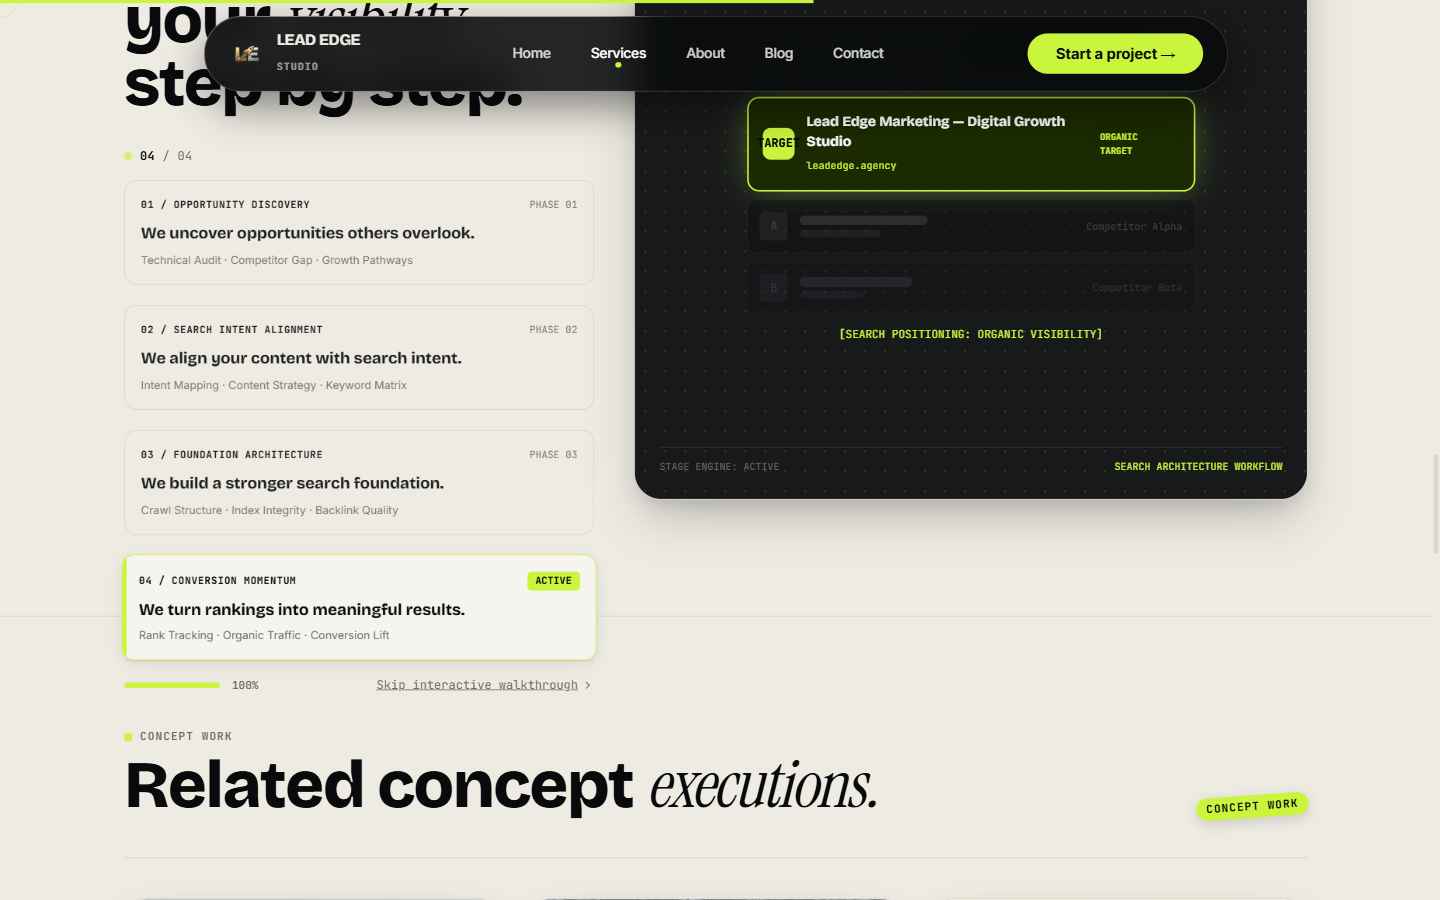 your visibility
step by step.
LE
LEAD EDGE
STUDIO
Home
Services
About
Blog
Contact
Start a project →
04 / 04
01 / OPPORTUNITY DISCOVERY
PHASE 01
We uncover opportunities others overlook.
Technical Audit · Competitor Gap · Growth Pathways
02 / SEARCH INTENT ALIGNMENT
PHASE 02
We align your content with search intent.
Intent Mapping · Content Strategy · Keyword Matrix
03 / FOUNDATION ARCHITECTURE
PHASE 03
We build a stronger search foundation.
Crawl Structure · Index Integrity · Backlink Quality
04 / CONVERSION MOMENTUM
ACTIVE
We turn rankings into meaningful results.
Rank Tracking · Organic Traffic · Conversion Lift
100%
Skip interactive walkthrough ›
TARGET
Lead Edge Marketing — Digital Growth
Studio
leadedge.agency
ORGANIC
TARGET
A
Competitor Alpha
B
Competitor Beta
[SEARCH POSITIONING: ORGANIC VISIBILITY]
STAGE ENGINE: ACTIVE
SEARCH ARCHITECTURE WORKFLOW
CONCEPT WORK
Related concept executions.
CONCEPT WORK